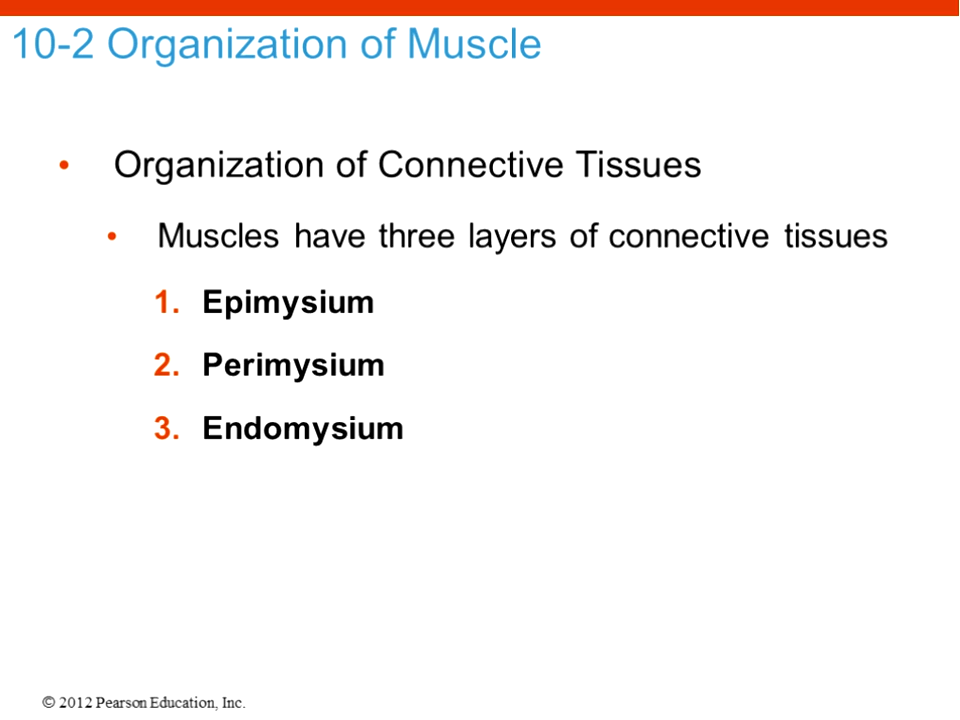 10-2 Organization of Muscle
• Organization of Connective Tissues
• Muscles have three layers of connective tissues
1. Epimysium
2. Perimysium
3. Endomysium
© 2012 Pearson Education, Inc.